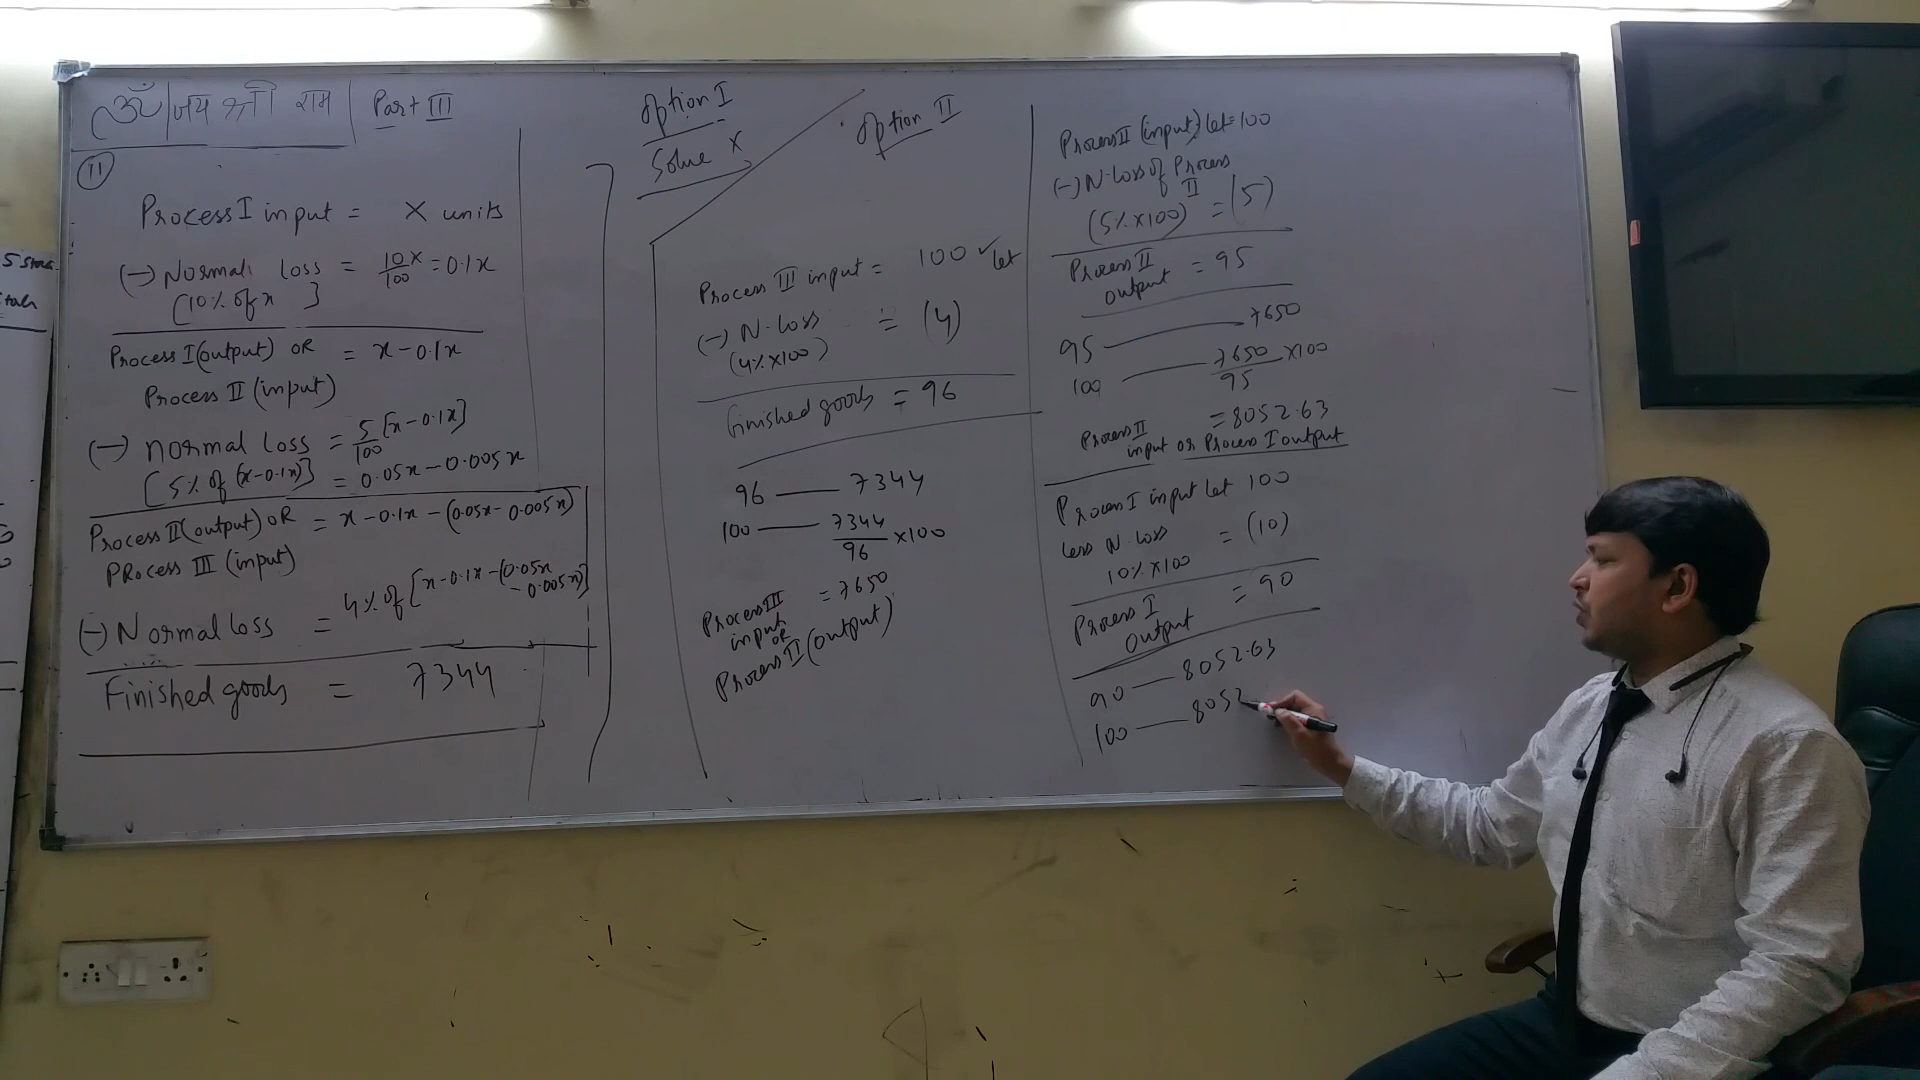 ॐ जय श्री राम Part III
11
Process I input = X units
(-) Normal Loss = 10x/100 = 0.1x
[10% of x]
Process I (output) OR = x-0.1x
Process II (input)
(-) Normal Loss = 5/100 [x-0.1x]
[5% of (x-0.1x)] = 0.05x-0.005x
Process II (output) OR = x-0.1x-(0.05x-0.005x)
PRocess III (input)
(-) Normal loss = 4% of [x-0.1x-(0.05x
-0.005x)]
Finished goods = 7344
Option I
Solve X
Option II
Process III input = 100 ✓ let
(-) N. Loss = (4)
(4%×100)
Finished goods = 96
96 — 7344
100 — 7344/96 ×100
Process III = 7650
input
OR
Process II (output)
Process II (input) let=100
(-) N. Loss of Process
II
(5%×100) = (5)
Process II = 95
output
95 — 7650
100 — 7650/95 ×100
= 8052.63
Process II
input or Process I output
Process I input let 100
less N. loss = (10)
10%×100
Process I = 90
output
90 — 8052.63
100 — 8052
5 Stores